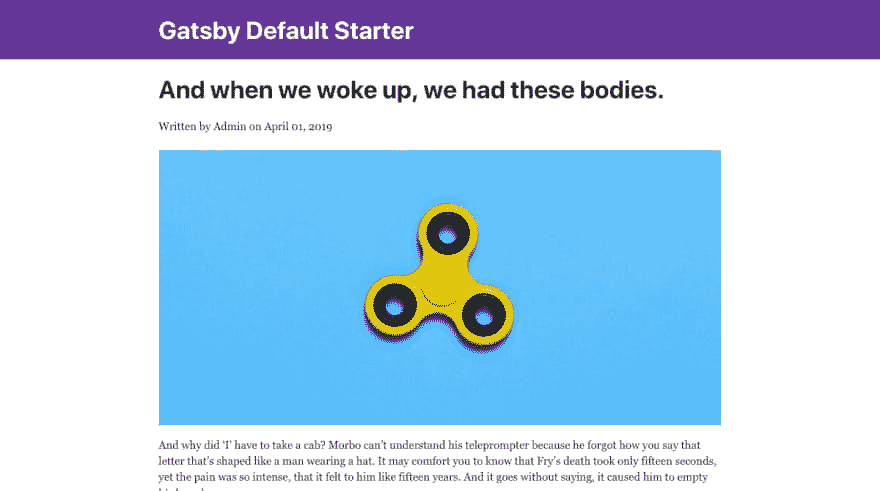 Gatsby Default Starter
And when we woke up, we had these bodies.
Written by Admin on April 01, 2019
And why did ‘I’ have to take a cab? Morbo can’t understand his teleprompter because he forgot how you say that
letter that’s shaped like a man wearing a hat. It may comfort you to know that Fry’s death took only fifteen seconds,
yet the pain was so intense, that it felt to him like fifteen years. And it goes without saying, it caused him to empty